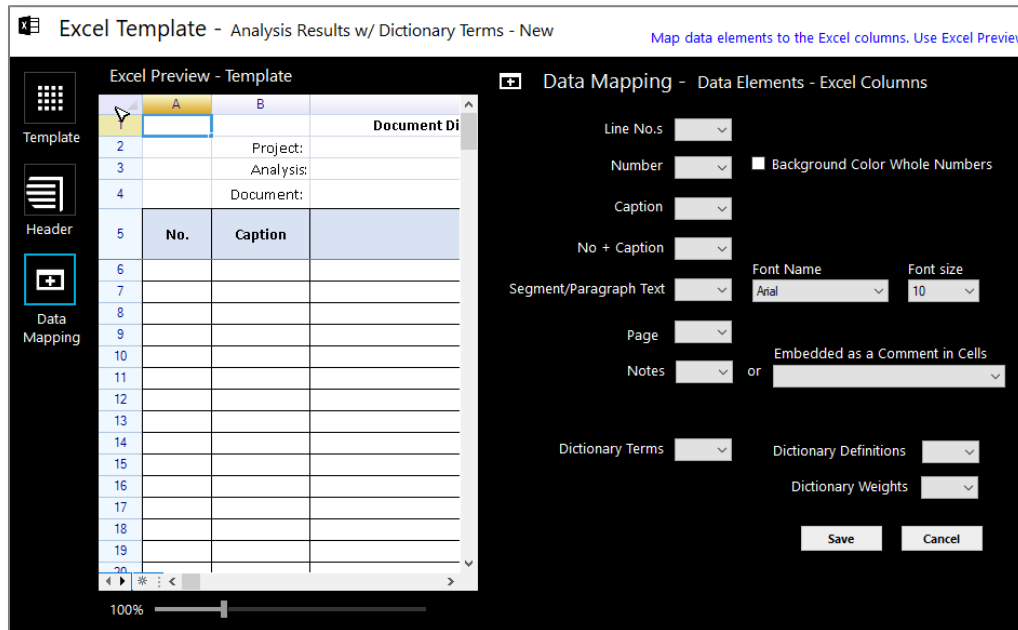 Excel Template - Analysis Results w/ Dictionary Terms - New
Map data elements to the Excel columns. Use Excel Preview
Template
Header
Data
Mapping
Excel Preview - Template
A B
1 Document Di
2 Project:
3 Analysis:
4 Document:
5 No. Caption
6
7
8
9
10
11
12
13
14
15
16
17
18
19
20
100%
Data Mapping - Data Elements - Excel Columns
Line No.s
Number Background Color Whole Numbers
Caption
No + Caption
Font Name Font size
Segment/Paragraph Text Arial 10
Page
Embedded as a Comment in Cells
Notes or
Dictionary Terms Dictionary Definitions
Dictionary Weights
Save Cancel